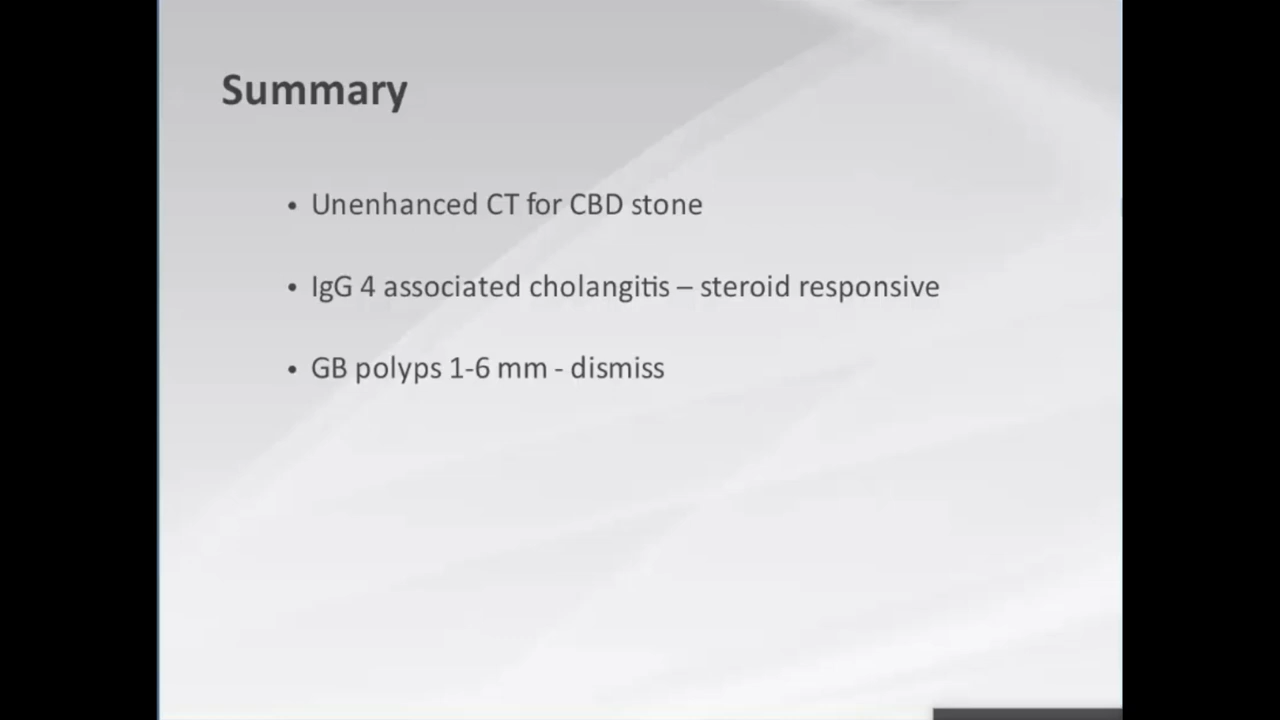 Summary
• Unenhanced CT for CBD stone
• IgG 4 associated cholangitis – steroid responsive
• GB polyps 1-6 mm - dismiss